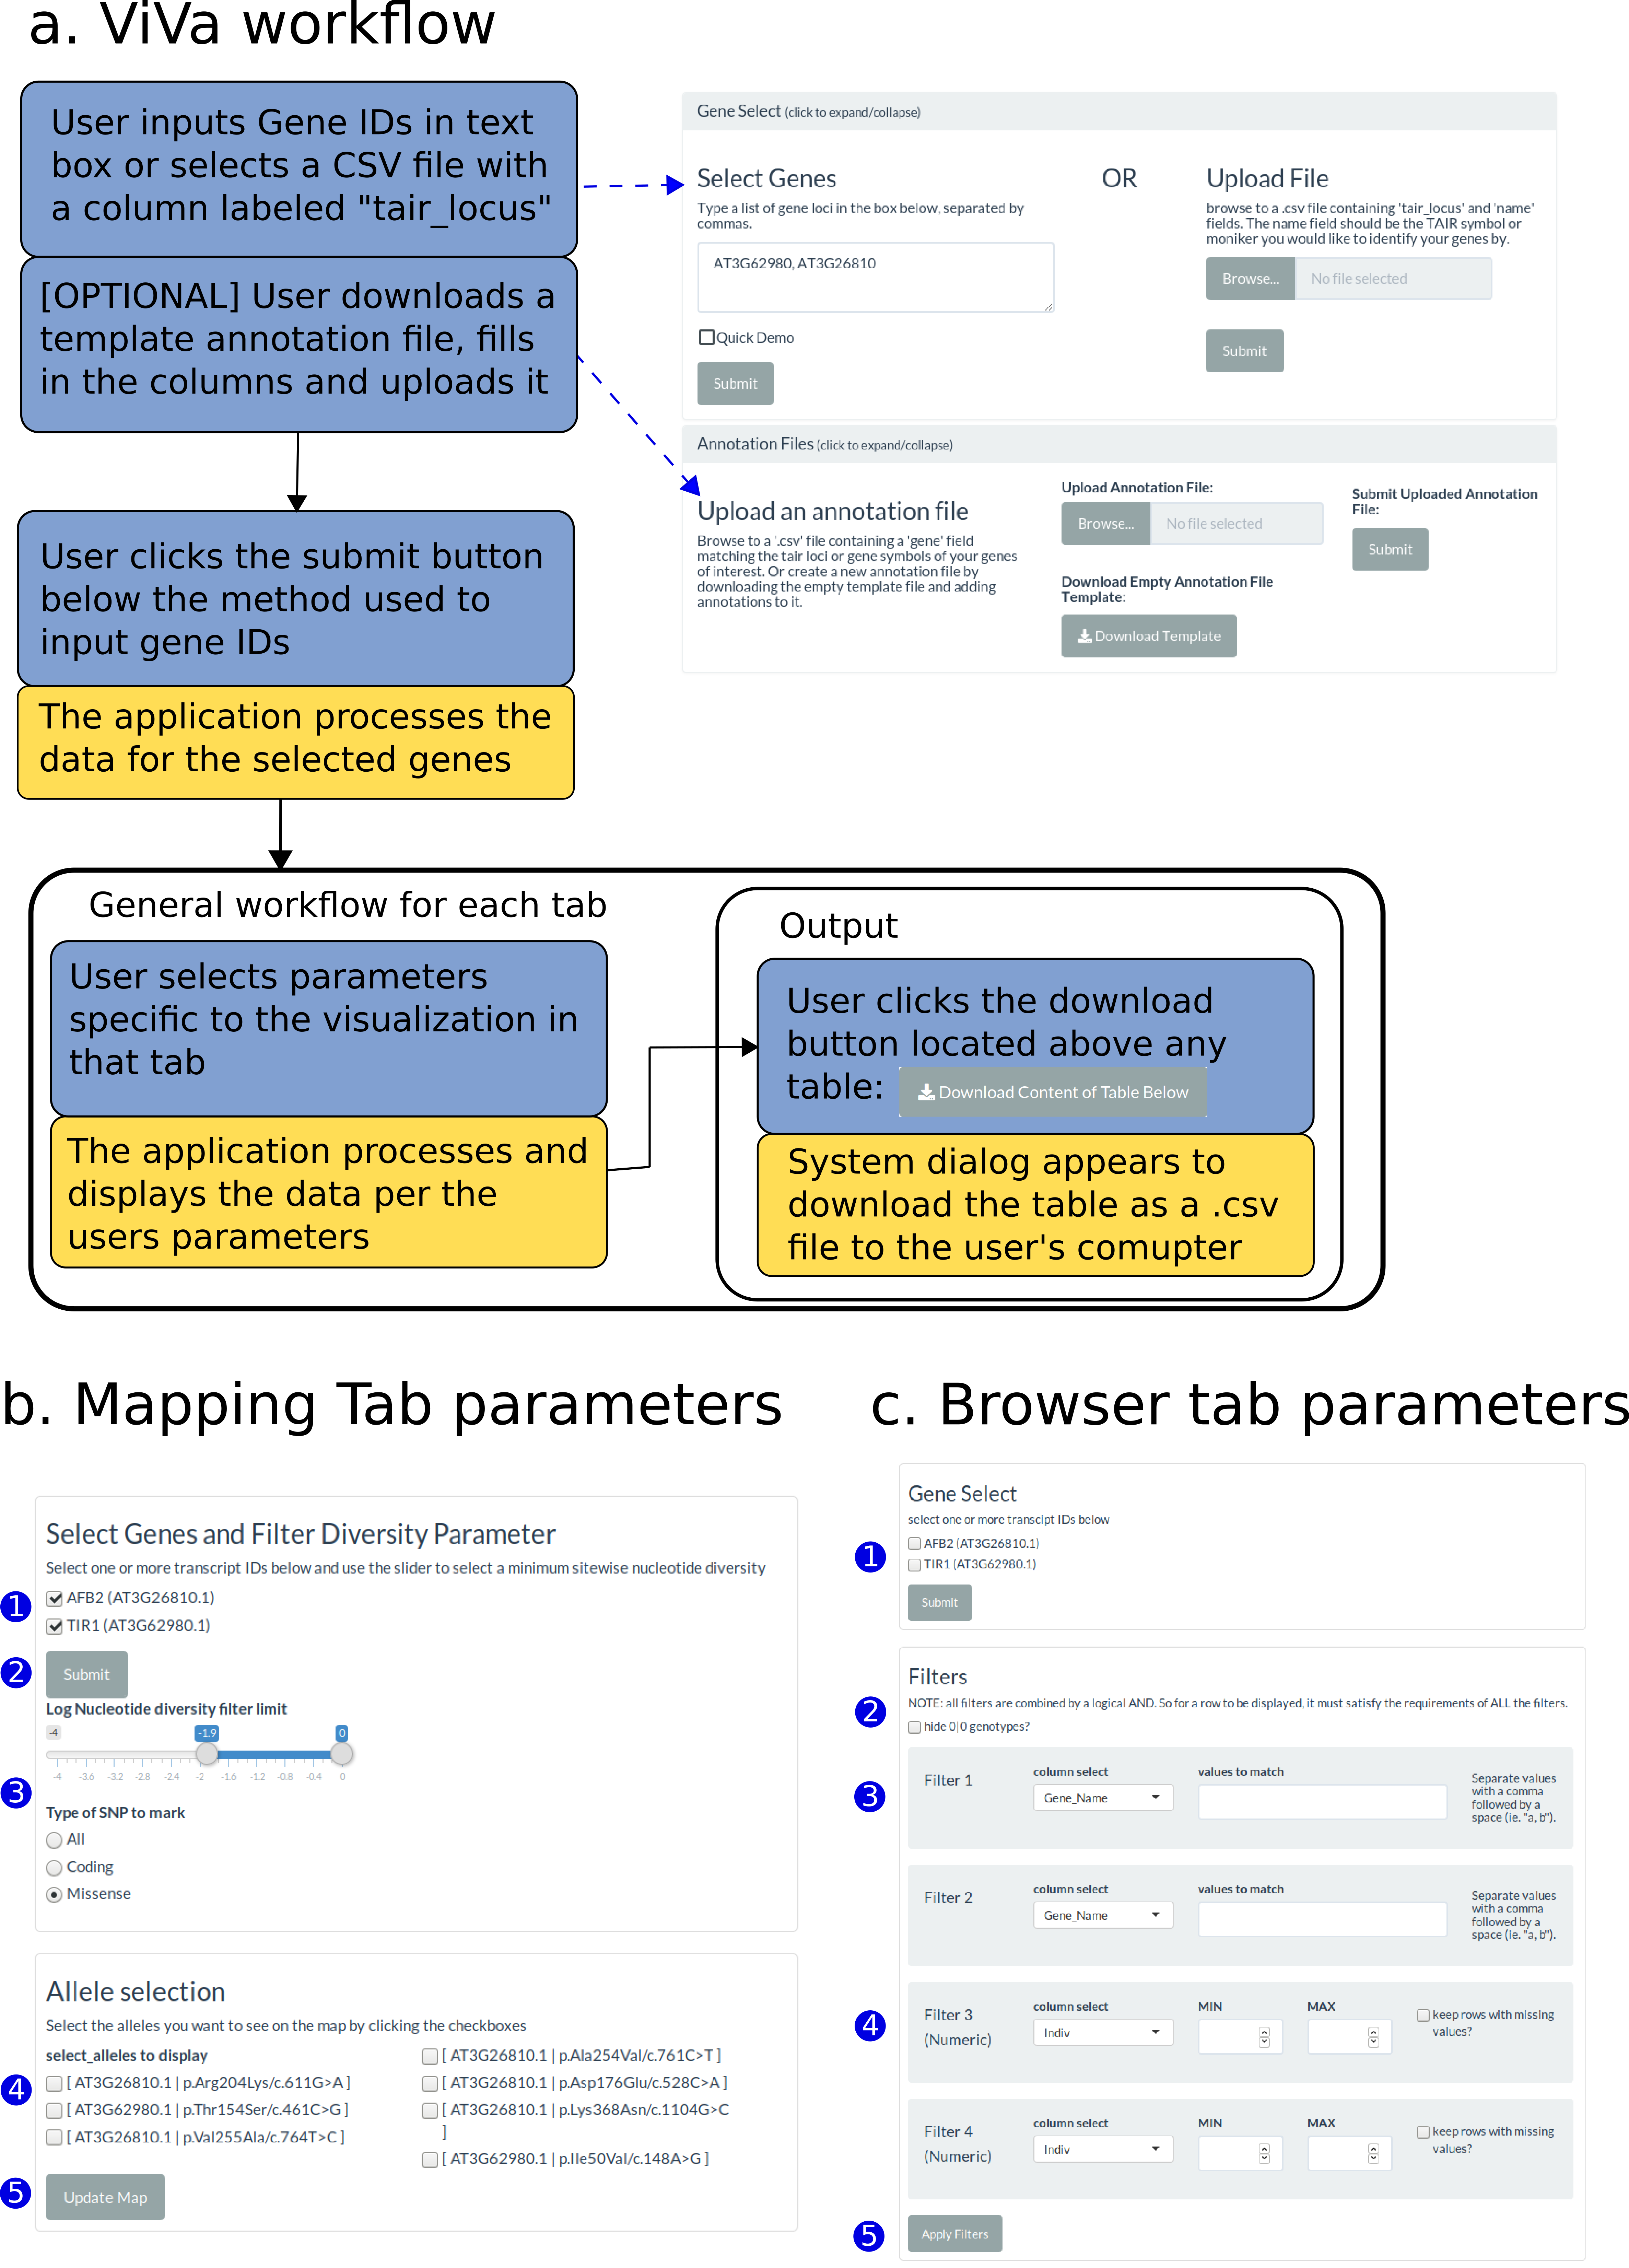 a. ViVa workflow
User inputs Gene IDs in text
box or selects a CSV file with
a column labeled "tair_locus"
[OPTIONAL] User downloads a
template annotation file, fills
in the columns and uploads it
Gene Select (click to expand/collapse)
Select Genes
Type a list of gene loci in the box below, separated by
commas.
AT3G62980, AT3G26810
Quick Demo
Submit
OR
Upload File
browse to a .csv file containing 'tair_locus' and 'name'
fields. The name field should be the TAIR symbol or
moniker you would like to identify your genes by.
Browse... No file selected
Submit
Annotation Files (click to expand/collapse)
Upload an annotation file
Browse to a '.csv' file containing a 'gene' field
matching the tair loci or gene symbols of your genes
of interest. Or create a new annotation file by
downloading the empty template file and adding
annotations to it.
Upload Annotation File:
Browse... No file selected
Download Empty Annotation File
Template:
Download Template
Submit Uploaded Annotation
File:
Submit
User clicks the submit button
below the method used to
input gene IDs
The application processes the
data for the selected genes
General workflow for each tab
User selects parameters
specific to the visualization in
that tab
The application processes and
displays the data per the
users parameters
Output
User clicks the download
button located above any
table: Download Content of Table Below
System dialog appears to
download the table as a .csv
file to the user's comupter
b. Mapping Tab parameters
Select Genes and Filter Diversity Parameter
Select one or more transcript IDs below and use the slider to select a minimum sitewise nucleotide diversity
1
AFB2 (AT3G26810.1)
TIR1 (AT3G62980.1)
2
Submit
Log Nucleotide diversity filter limit
-4 -1.9 0
-4 -3.6 -3.2 -2.8 -2.4 -2 -1.6 -1.2 -0.8 -0.4 0
3
Type of SNP to mark
All
Coding
Missense
Allele selection
Select the alleles you want to see on the map by clicking the checkboxes
select_alleles to display
4
[ AT3G26810.1 | p.Arg204Lys/c.611G>A ]
[ AT3G62980.1 | p.Thr154Ser/c.461C>G ]
[ AT3G26810.1 | p.Val255Ala/c.764T>C ]
[ AT3G26810.1 | p.Ala254Val/c.761C>T ]
[ AT3G26810.1 | p.Asp176Glu/c.528C>A ]
[ AT3G26810.1 | p.Lys368Asn/c.1104G>C
]
[ AT3G62980.1 | p.Ile50Val/c.148A>G ]
5
Update Map
c. Browser tab parameters
Gene Select
select one or more transcipt IDs below
1
AFB2 (AT3G26810.1)
TIR1 (AT3G62980.1)
Submit
Filters
NOTE: all filters are combined by a logical AND. So for a row to be displayed, it must satisfy the requirements of ALL the filters.
2
hide 0|0 genotypes?
3
Filter 1
column select
Gene_Name
values to match
Separate values
with a comma
followed by a
space (ie. "a, b").
Filter 2
column select
Gene_Name
values to match
Separate values
with a comma
followed by a
space (ie. "a, b").
4
Filter 3
(Numeric)
column select
Indiv
MIN
MAX
keep rows with missing
values?
Filter 4
(Numeric)
column select
Indiv
MIN
MAX
keep rows with missing
values?
5
Apply Filters